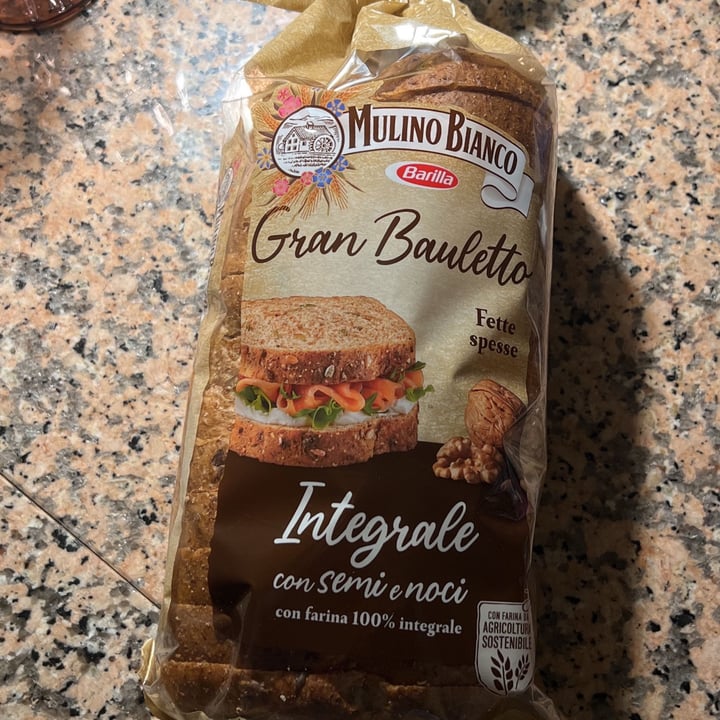 MULINO BIANCO
Barilla
Gran Bauletto
Fette
spesse
Integrale
con semi e noci
con farina 100% integrale
CON FARINA DA
AGRICOLTURA
SOSTENIBILE